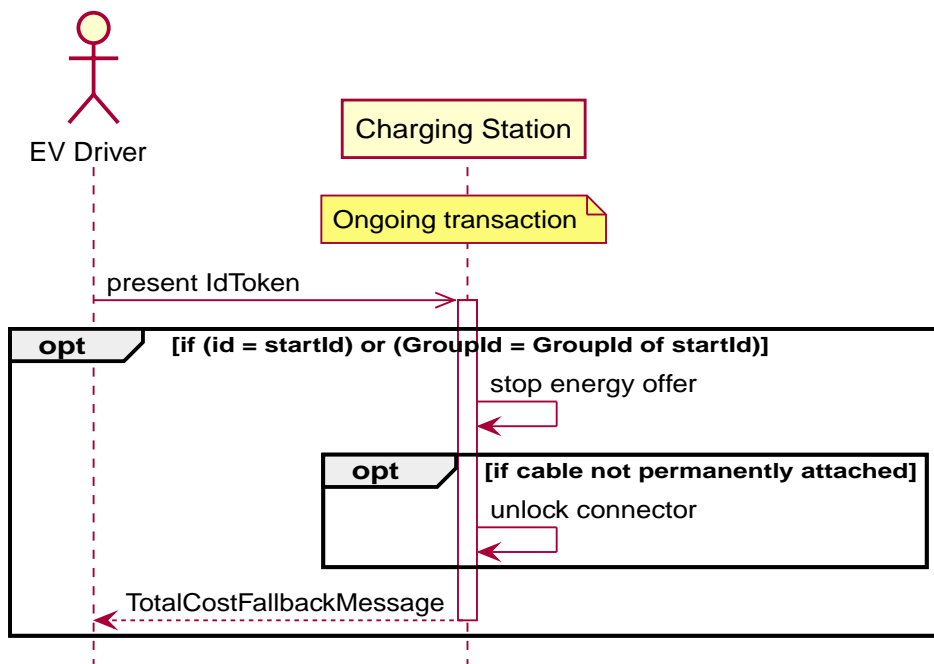 EV Driver
Charging Station
Ongoing transaction
present IdToken
opt
[if (id = startId) or (GroupId = GroupId of startId)]
stop energy offer
opt
[if cable not permanently attached]
unlock connector
TotalCostFallbackMessage